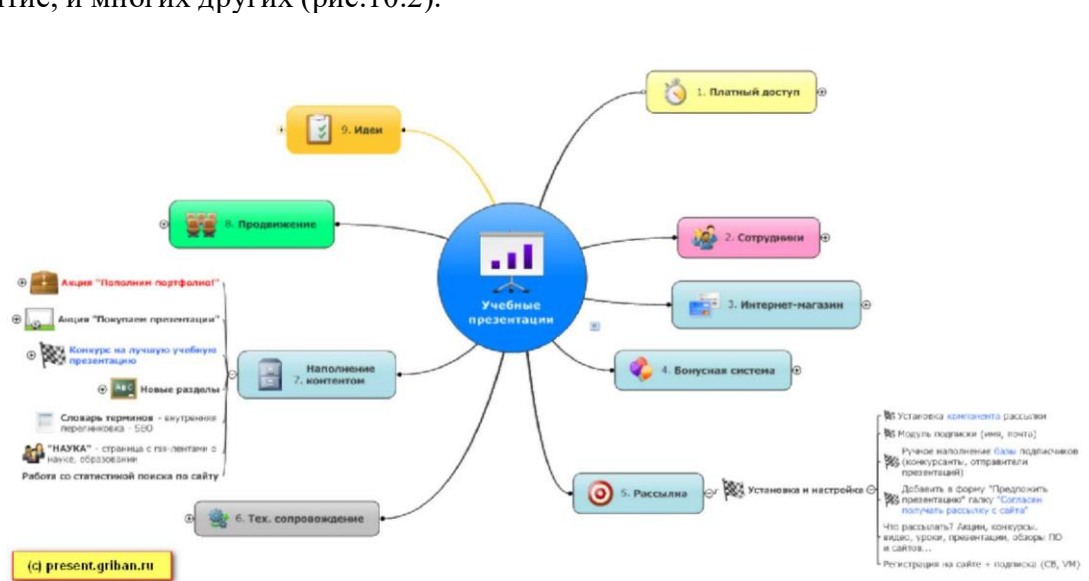 и многих других (рис.10.2).
1. Платный доступ
9. Идеи
8. Продвижение
2. Сотрудники
Учебные
презентации
3. Интернет-магазин
4. Бонусная система
Акция "Пополним портфолио!"
Акция "Покупаем презентации"
Конкурс на лучшую учебную
презентацию
Новые разделы
Словарь терминов - внутренняя
перелинковка - SEO
"НАУКА" - страница с rss-лентами о
науке, образовании
Работа со статистикой поиска по сайту
Наполнение
7. контентом
6. Тех. сопровождение
5. Рассылка
Установка и настройка
Установка компонента рассылки
Модуль подписки (имя, почта)
Ручное наполнение базы подписчиков
(конкурсанты, отправители
презентаций)
Добавить в форму "Предложить
презентацию" галку "Согласен
получать рассылку с сайта"
Что рассылать? Акции, конкурсы,
видео, уроки, презентации, обзоры ПО
и сайтов...
Регистрация на сайте + подписка (CB, VM)
(c) present.griban.ru